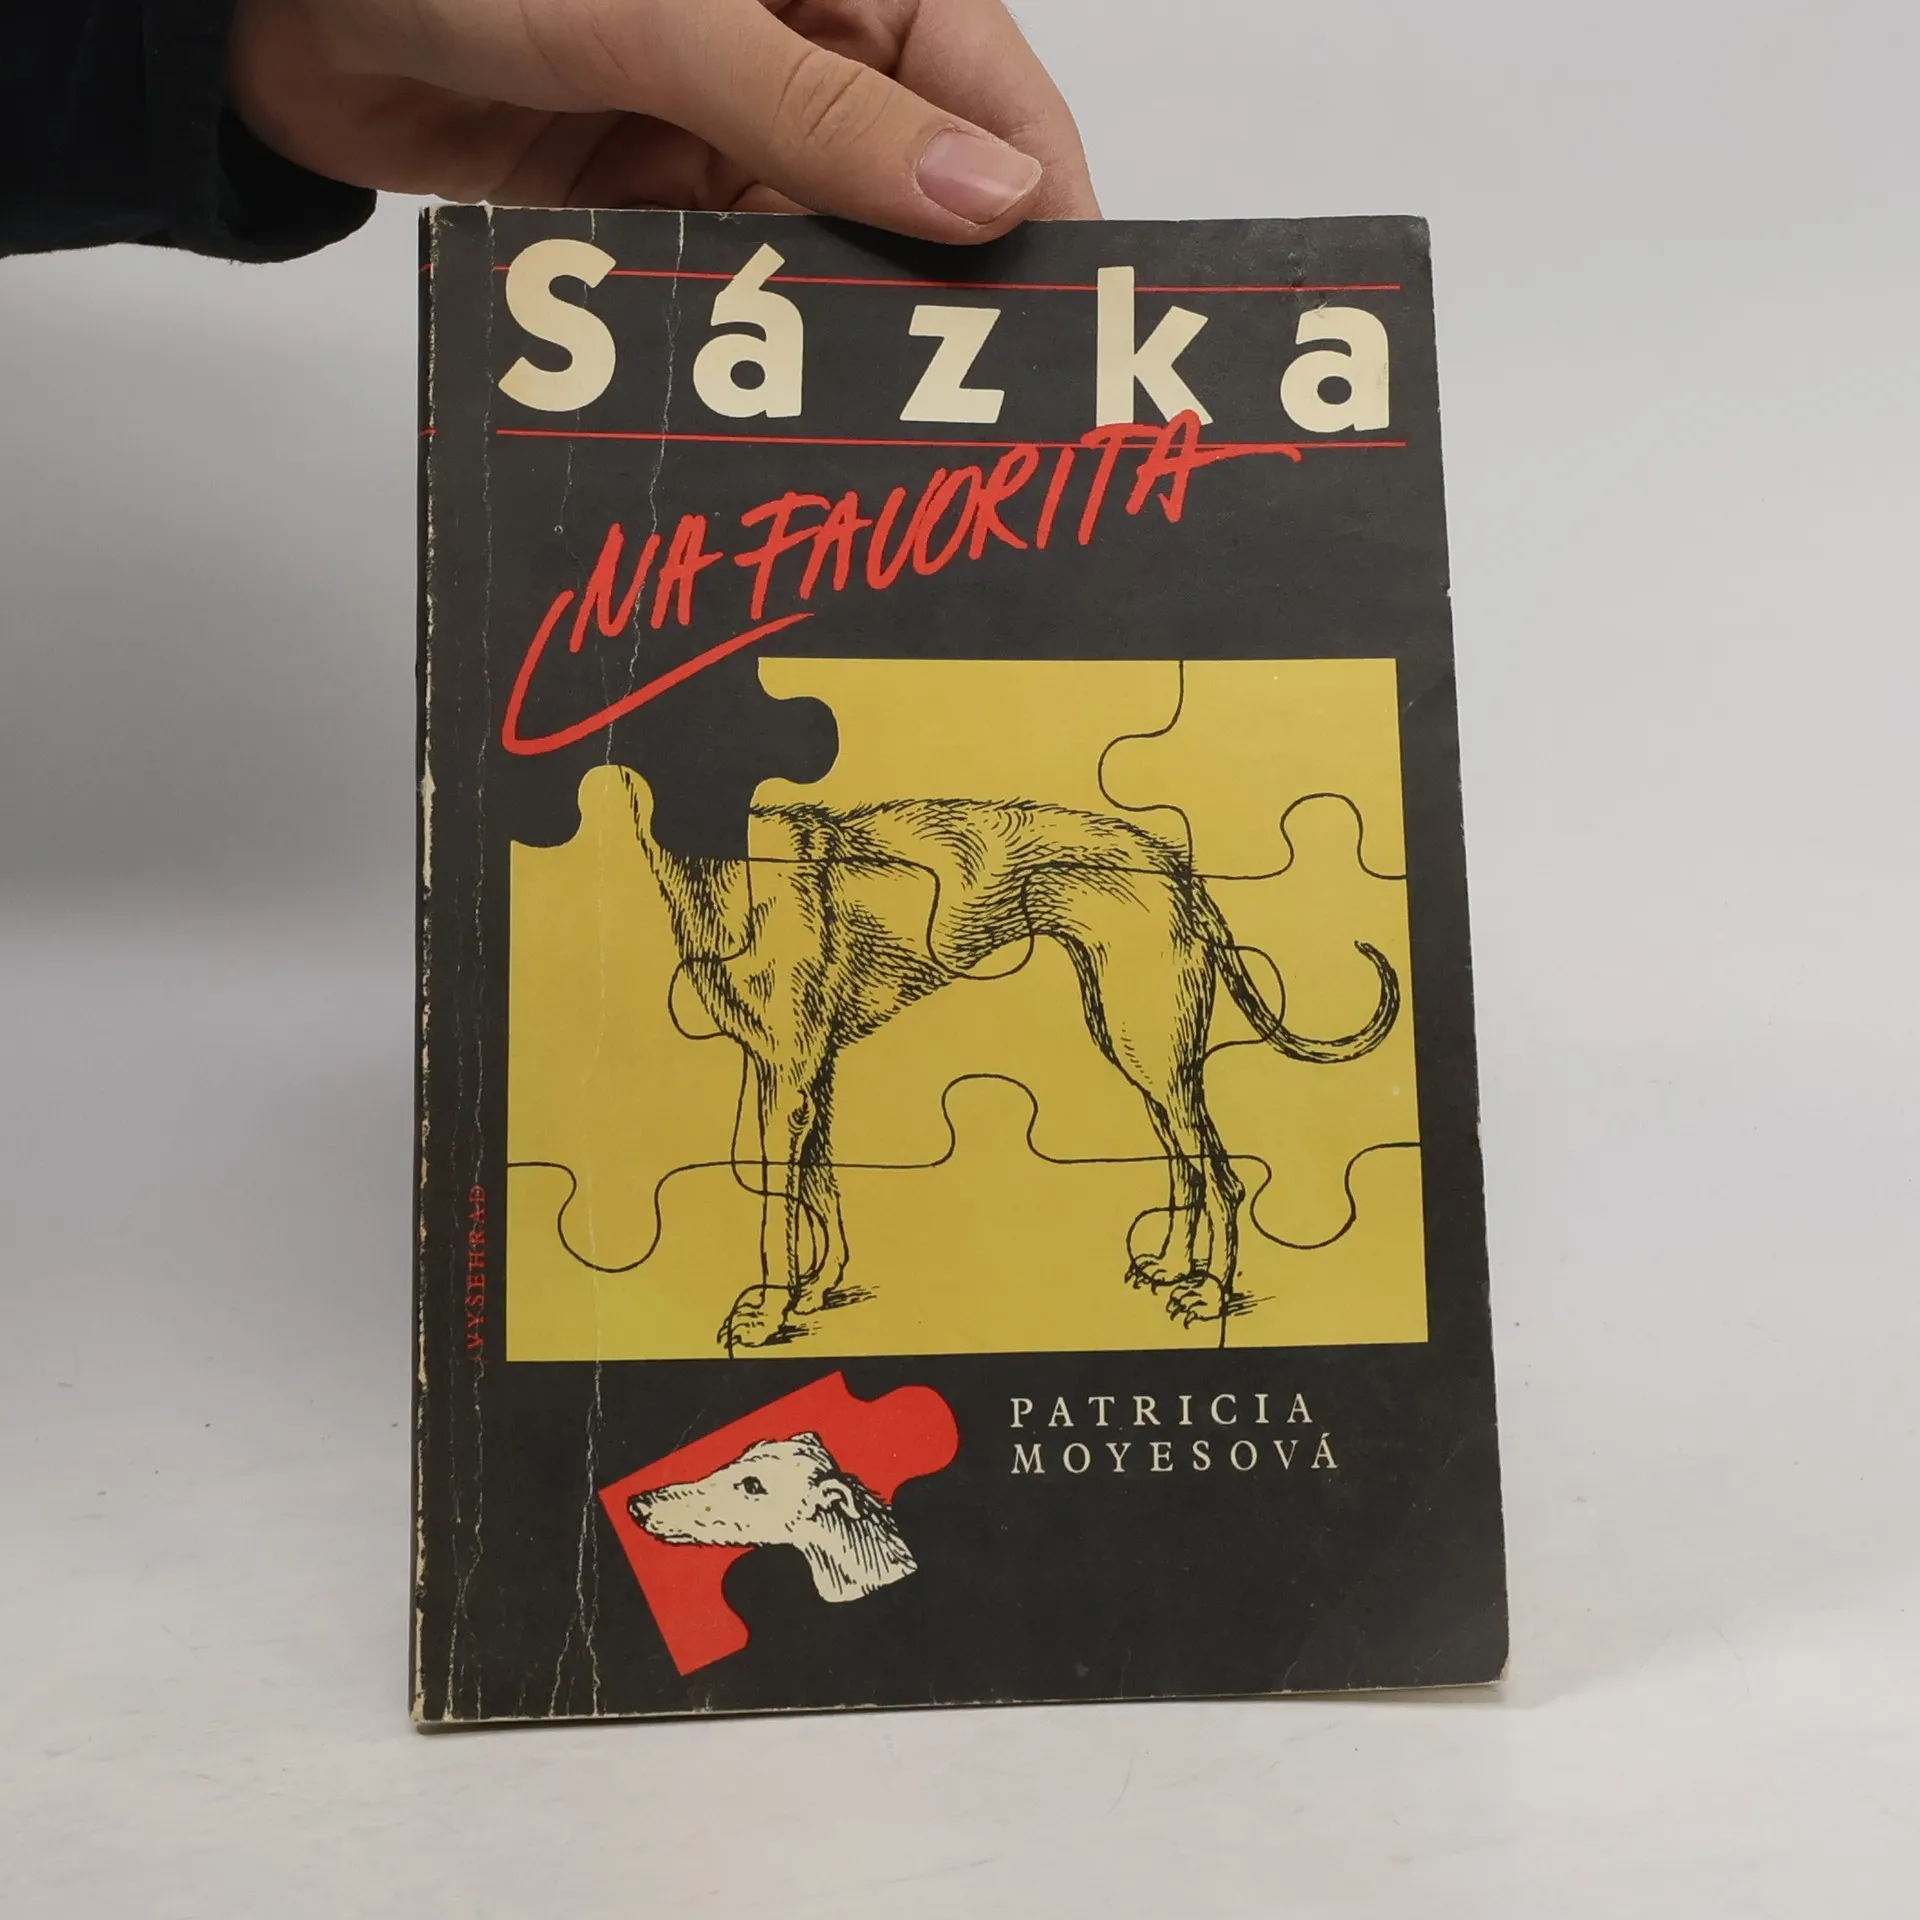 Sázka
NA FAVORITA
VYŠEHRAD
PATRICIA
MOYESOVÁ